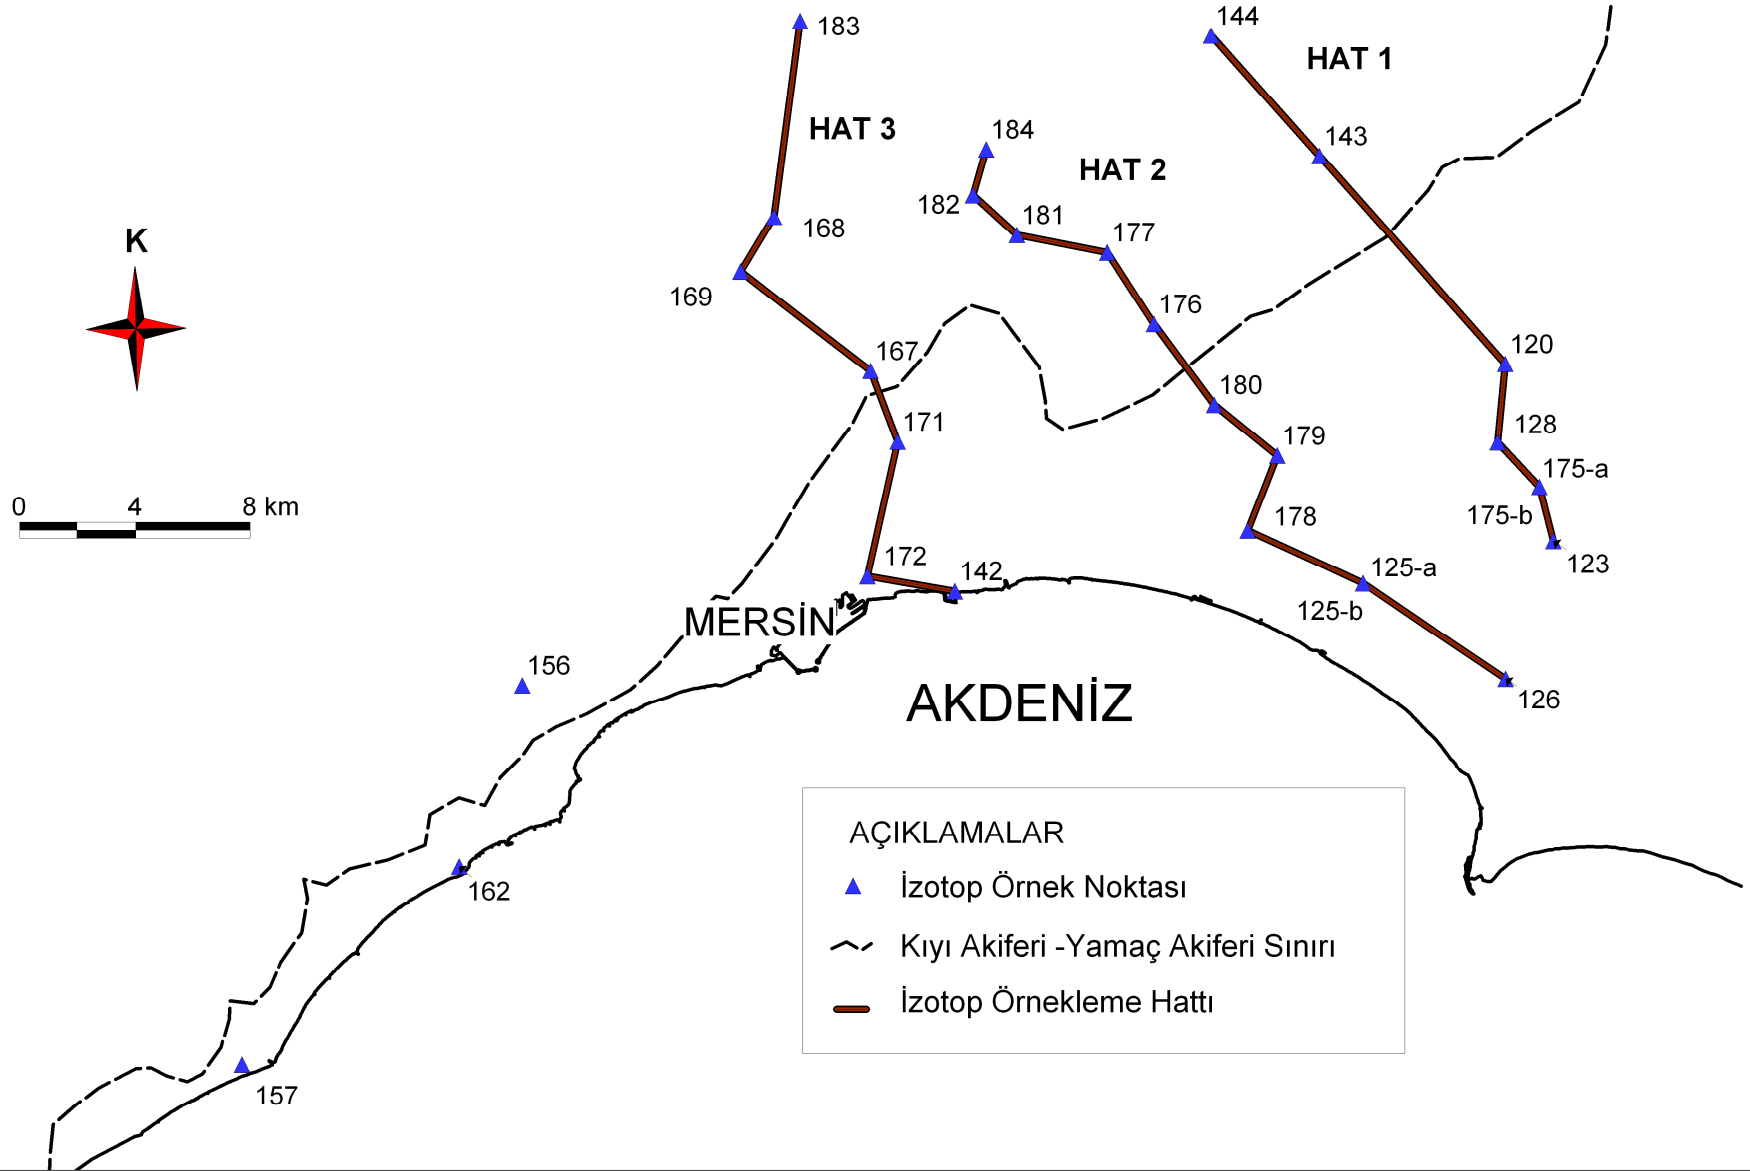 144
183
HAT 1
HAT 3
184
143
HAT 2
182
181
168
177
K
169
176
167
120
180
171
128
179
175-a
0 4 8 km
175-b
178
172
142
125-a
123
125-b
MERSİN
156
AKDENİZ
126
162
157
AÇIKLAMALAR
İzotop Örnek Noktası
Kıyı Akiferi -Yamaç Akiferi Sınırı
İzotop Örnekleme Hattı